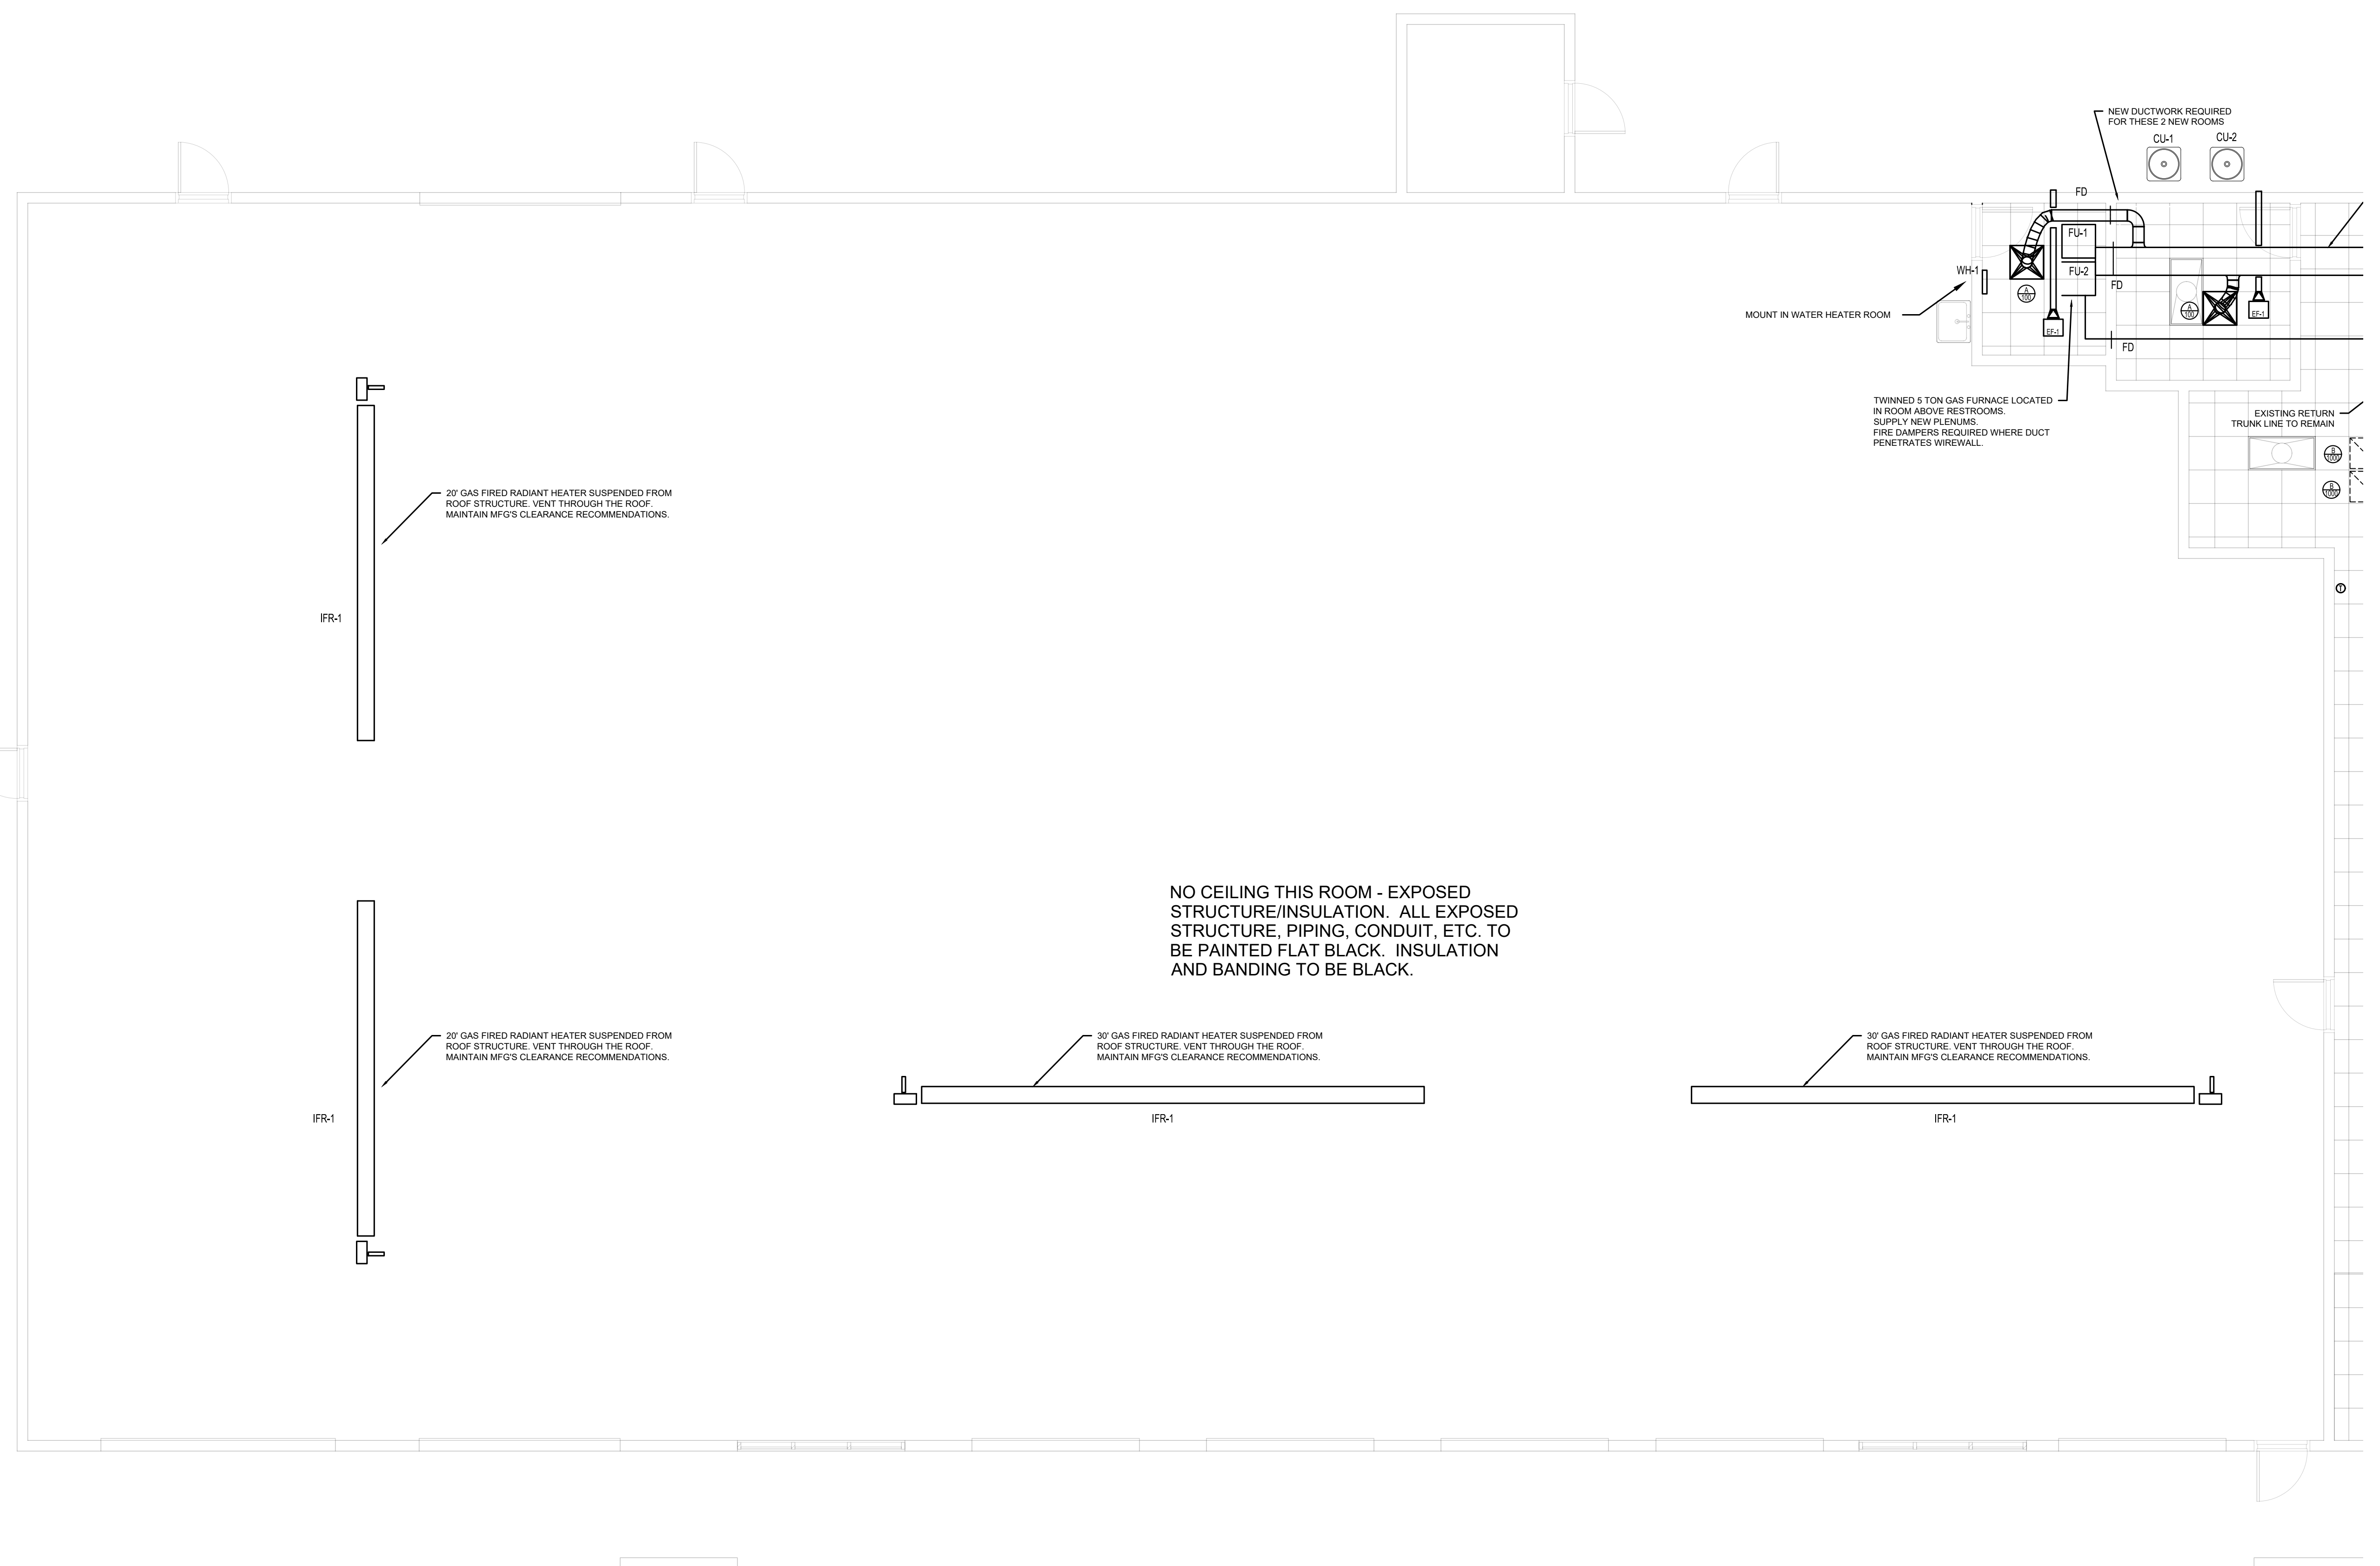 NEW DUCTWORK REQUIRED
FOR THESE 2 NEW ROOMS
CU-1
CU-2
FD
FU-1
FU-2
WH-1
FD
A
100
A
100
MOUNT IN WATER HEATER ROOM
EF-1
EF-1
FD
TWINNED 5 TON GAS FURNACE LOCATED
IN ROOM ABOVE RESTROOMS.
SUPPLY NEW PLENUMS.
FIRE DAMPERS REQUIRED WHERE DUCT
PENETRATES WIREWALL.
EXISTING RETURN
TRUNK LINE TO REMAIN
B
1000
B
1000
20' GAS FIRED RADIANT HEATER SUSPENDED FROM
ROOF STRUCTURE. VENT THROUGH THE ROOF.
MAINTAIN MFG'S CLEARANCE RECOMMENDATIONS.
T
IFR-1
NO CEILING THIS ROOM - EXPOSED
STRUCTURE/INSULATION. ALL EXPOSED
STRUCTURE, PIPING, CONDUIT, ETC. TO
BE PAINTED FLAT BLACK. INSULATION
AND BANDING TO BE BLACK.
20' GAS FIRED RADIANT HEATER SUSPENDED FROM
ROOF STRUCTURE. VENT THROUGH THE ROOF.
MAINTAIN MFG'S CLEARANCE RECOMMENDATIONS.
30' GAS FIRED RADIANT HEATER SUSPENDED FROM
ROOF STRUCTURE. VENT THROUGH THE ROOF.
MAINTAIN MFG'S CLEARANCE RECOMMENDATIONS.
30' GAS FIRED RADIANT HEATER SUSPENDED FROM
ROOF STRUCTURE. VENT THROUGH THE ROOF.
MAINTAIN MFG'S CLEARANCE RECOMMENDATIONS.
IFR-1
IFR-1
IFR-1